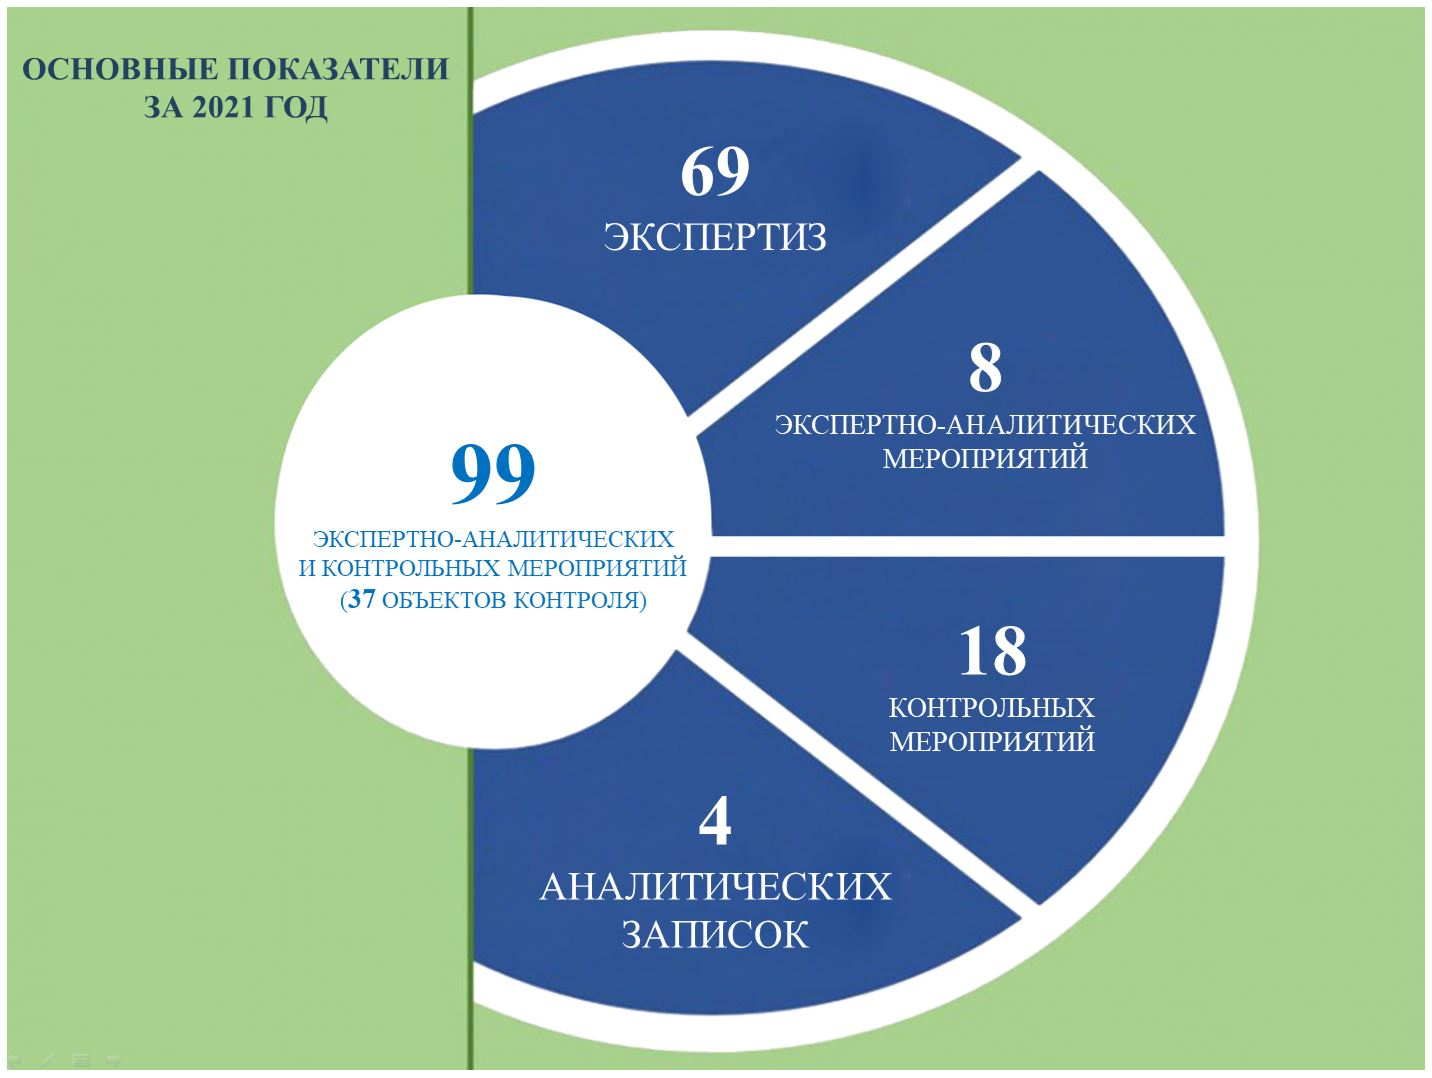 ОСНОВНЫЕ ПОКАЗАТЕЛИ
ЗА 2021 ГОД
69
ЭКСПЕРТИЗ
8
ЭКСПЕРТНО-АНАЛИТИЧЕСКИХ
МЕРОПРИЯТИЙ
99
ЭКСПЕРТНО-АНАЛИТИЧЕСКИХ
И КОНТРОЛЬНЫХ МЕРОПРИЯТИЙ
(37 ОБЪЕКТОВ КОНТРОЛЯ)
18
КОНТРОЛЬНЫХ
МЕРОПРИЯТИЙ
4
АНАЛИТИЧЕСКИХ
ЗАПИСОК